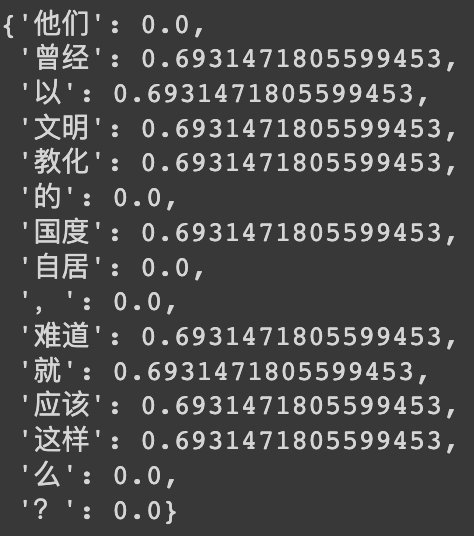 {'他们': 0.0,
'曾经': 0.6931471805599453,
'以': 0.6931471805599453,
'文明': 0.6931471805599453,
'教化': 0.6931471805599453,
'的': 0.0,
'国度': 0.6931471805599453,
'自居': 0.0,
'，': 0.0,
'难道': 0.6931471805599453,
'就': 0.6931471805599453,
'应该': 0.6931471805599453,
'这样': 0.6931471805599453,
'么': 0.0,
'？': 0.0}